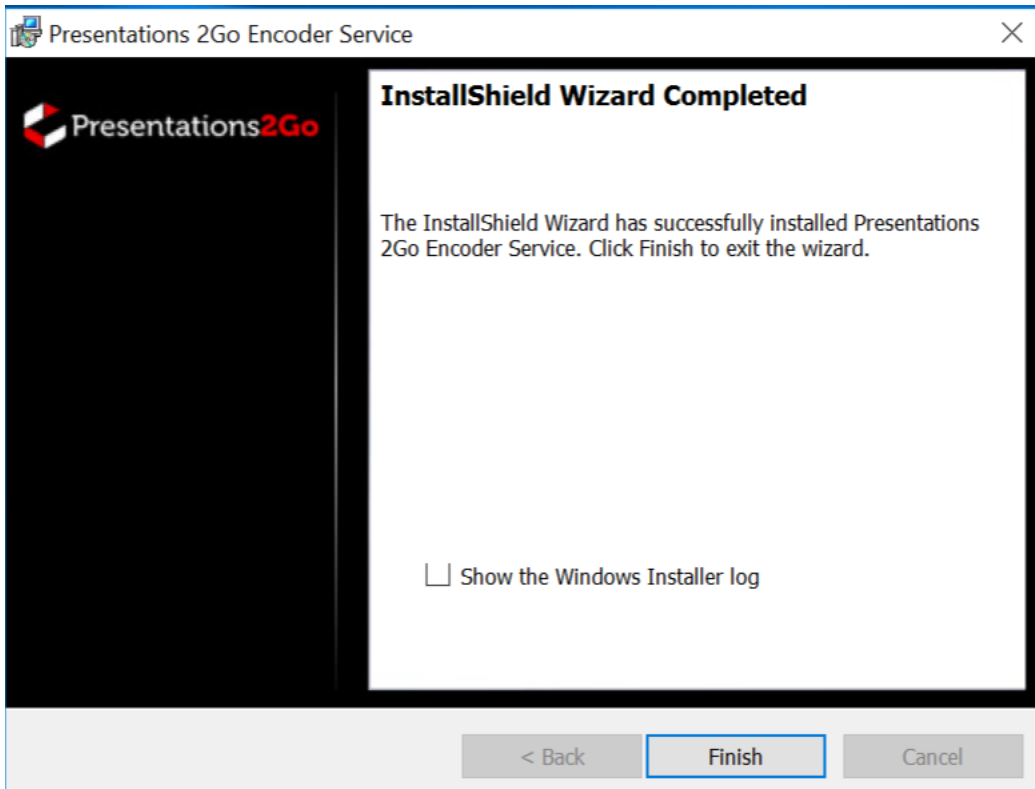 Presentations 2Go Encoder Service
Presentations2Go
InstallShield Wizard Completed
The InstallShield Wizard has successfully installed Presentations
2Go Encoder Service. Click Finish to exit the wizard.
Show the Windows Installer log
< Back
Finish
Cancel